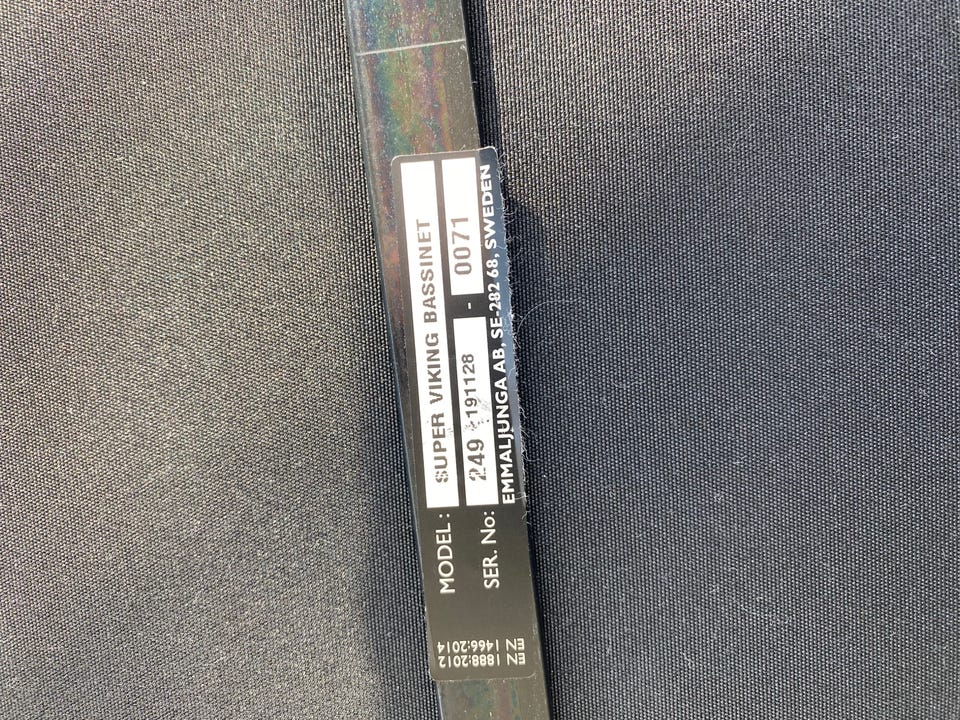 MODEL: SUPER VIKING BASSINET
SER. No: 249 -191128 - 0071
EMMALJUNGA AB, SE-282 68, SWEDEN
EN
1888:2012
EN
1466:2014